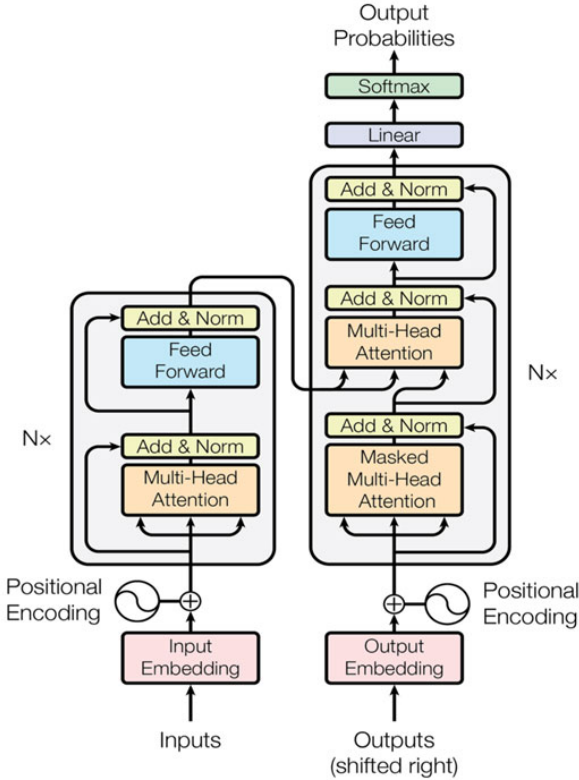 Output
Probabilities
Softmax
Linear
Add & Norm
Feed
Forward
Add & Norm
Multi-Head
Attention
Add & Norm
Masked
Multi-Head
Attention
Nx
Positional
Encoding
Output
Embedding
Outputs
(shifted right)
Add & Norm
Feed
Forward
Add & Norm
Multi-Head
Attention
Nx
Positional
Encoding
Input
Embedding
Inputs